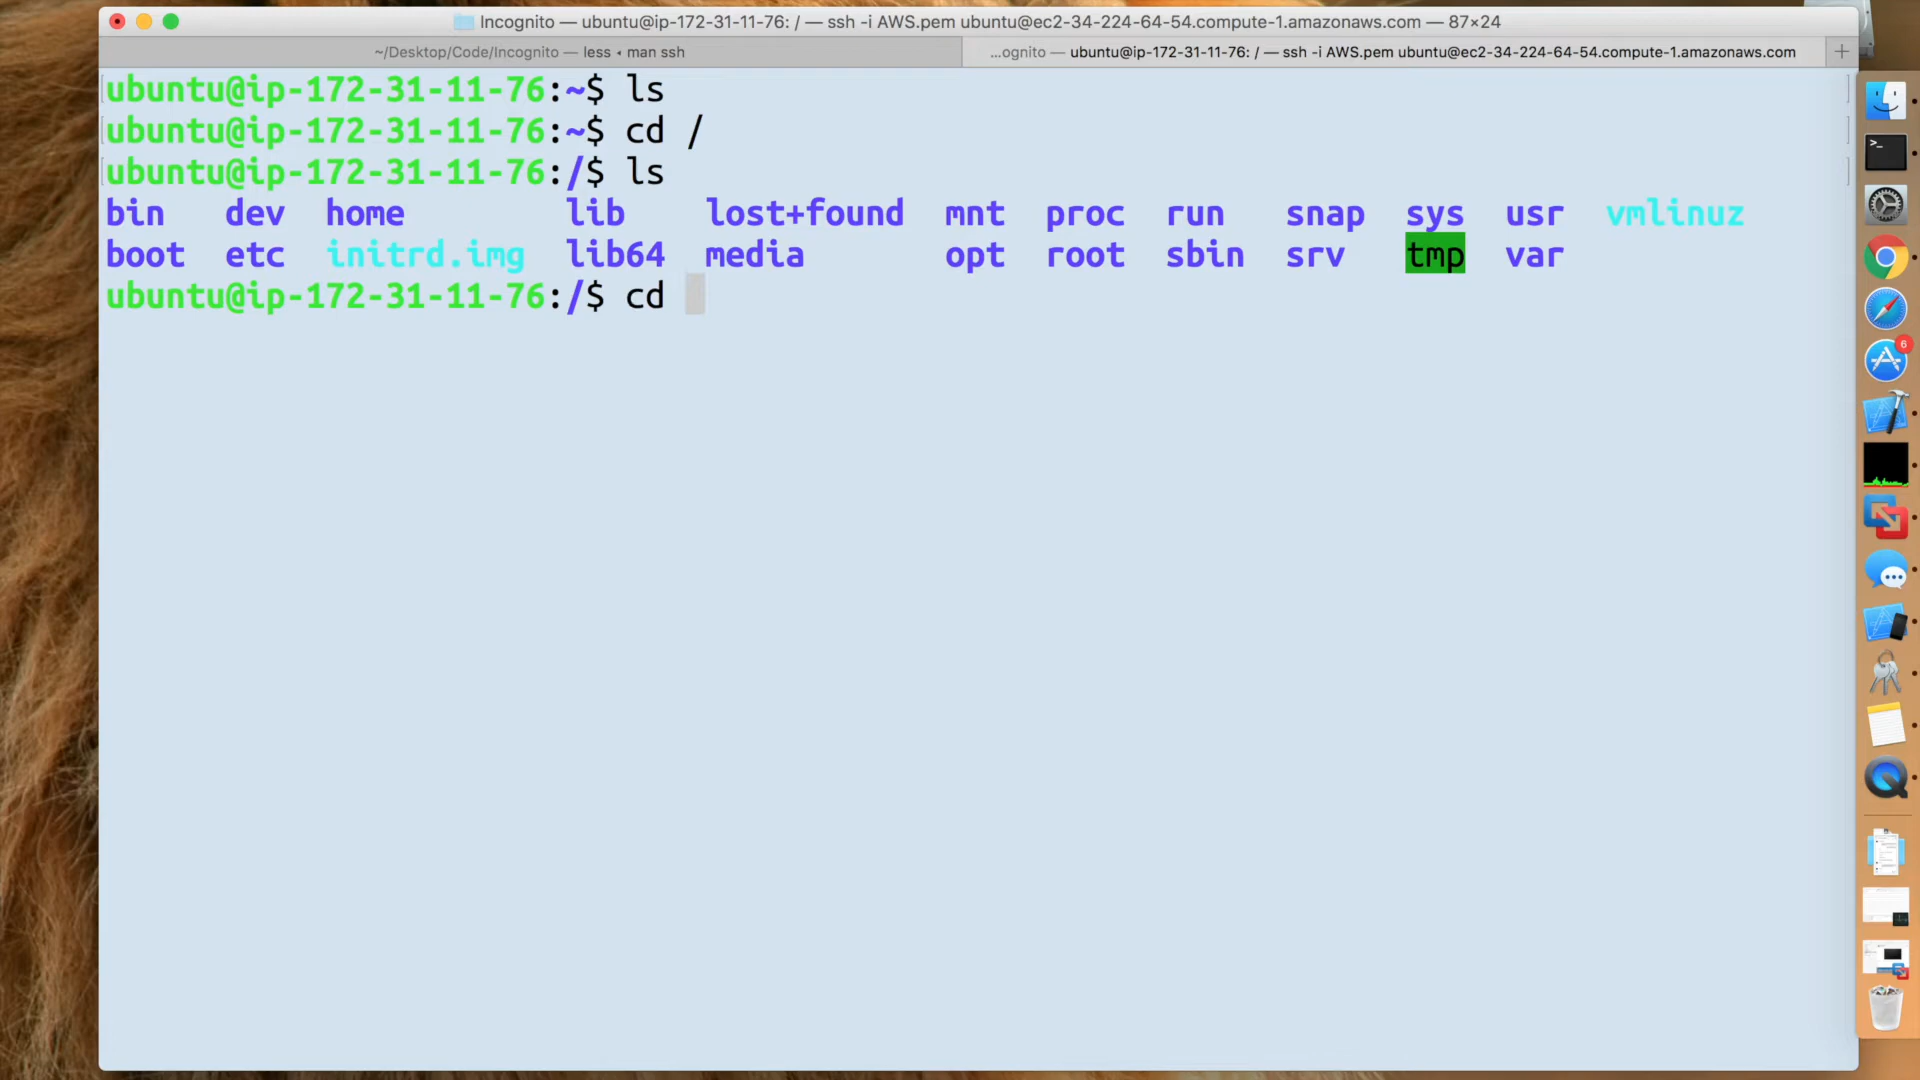 Incognito — ubuntu@ip-172-31-11-76: / — ssh -i AWS.pem ubuntu@ec2-34-224-64-54.compute-1.amazonaws.com — 87×24
~/Desktop/Code/Incognito — less ◂ man ssh
...ognito — ubuntu@ip-172-31-11-76: / — ssh -i AWS.pem ubuntu@ec2-34-224-64-54.compute-1.amazonaws.com
ubuntu@ip-172-31-11-76:~$ ls
ubuntu@ip-172-31-11-76:~$ cd /
ubuntu@ip-172-31-11-76:/$ ls
bin dev home lib lost+found mnt proc run snap sys usr vmlinuz
boot etc initrd.img lib64 media opt root sbin srv tmp var
ubuntu@ip-172-31-11-76:/$ cd
>_
6